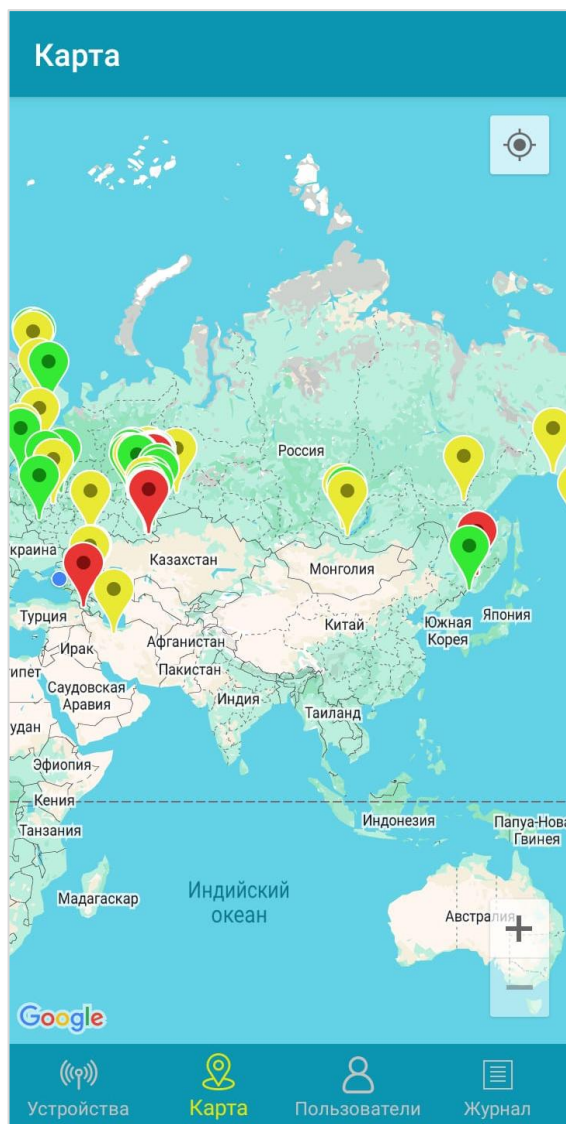 Карта
Россия
краина
Казахстан
Монголия
Турция
Афганистан
Китай
Южная
Корея
Япония
Ирак
Пакистан
ипет
Саудовская
Аравия
Индия
Таиланд
удан
Эфиопия
Кения
Индонезия
Папуа-Нова
Гвинея
Танзания
Мадагаскар
Индийский
океан
Австралия
Google
Устройства
Карта
Пользователи
Журнал